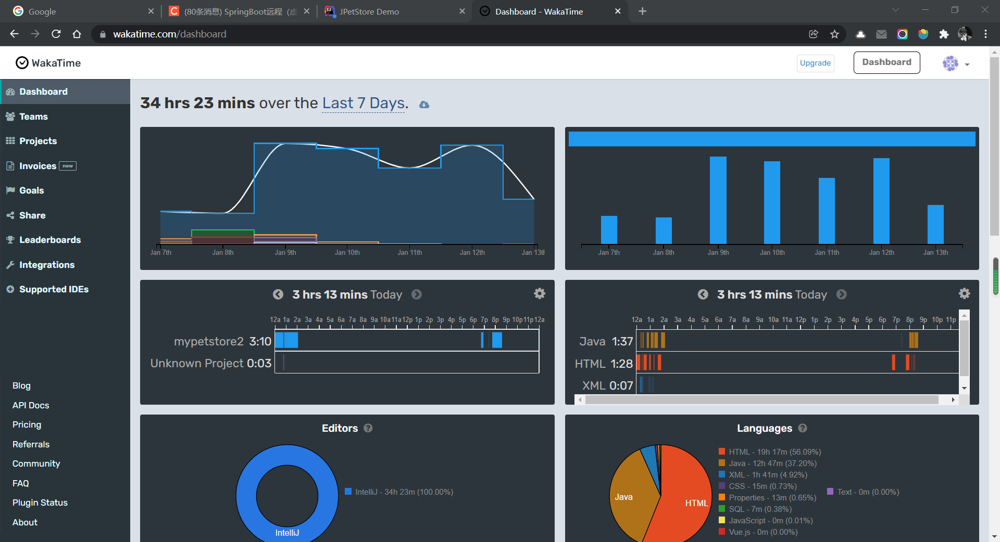 Google
(80条消息) SpringBoot远程 (虚
JPetStore Demo
Dashboard - WakaTime
wakatime.com/dashboard
WakaTime
Upgrade
Dashboard
Dashboard
Teams
Projects
Invoices new
Goals
Share
Leaderboards
Integrations
Supported IDEs
Blog
API Docs
Pricing
Referrals
Community
FAQ
Plugin Status
About
34 hrs 23 mins over the Last 7 Days.
Jan 7th Jan 8th Jan 9th Jan 10th Jan 11th Jan 12th Jan 13th
Jan 7th Jan 8th Jan 9th Jan 10th Jan 11th Jan 12th Jan 13th
3 hrs 13 mins Today
12a 1a 2a 3a 4a 5a 6a 7a 8a 9a 10a 11a 12p 1p 2p 3p 4p 5p 6p 7p 8p 9p 10p 11p 12a
mypetstore2 3:10
Unknown Project 0:03
3 hrs 13 mins Today
12a 1a 2a 3a 4a 5a 6a 7a 8a 9a 10a 11a 12p 1p 2p 3p 4p 5p 6p 7p 8p 9p 10p 11p
Java 1:37
HTML 1:28
XML 0:07
Editors
IntelliJ
IntelliJ - 34h 23m (100.00%)
Languages
Java
HTML
HTML - 19h 17m (56.09%)
Java - 12h 47m (37.20%)
XML - 1h 41m (4.92%)
CSS - 15m (0.73%)
Properties - 13m (0.65%)
SQL - 7m (0.38%)
JavaScript - 0m (0.01%)
Vue.js - 0m (0.00%)
Text - 0m (0.00%)